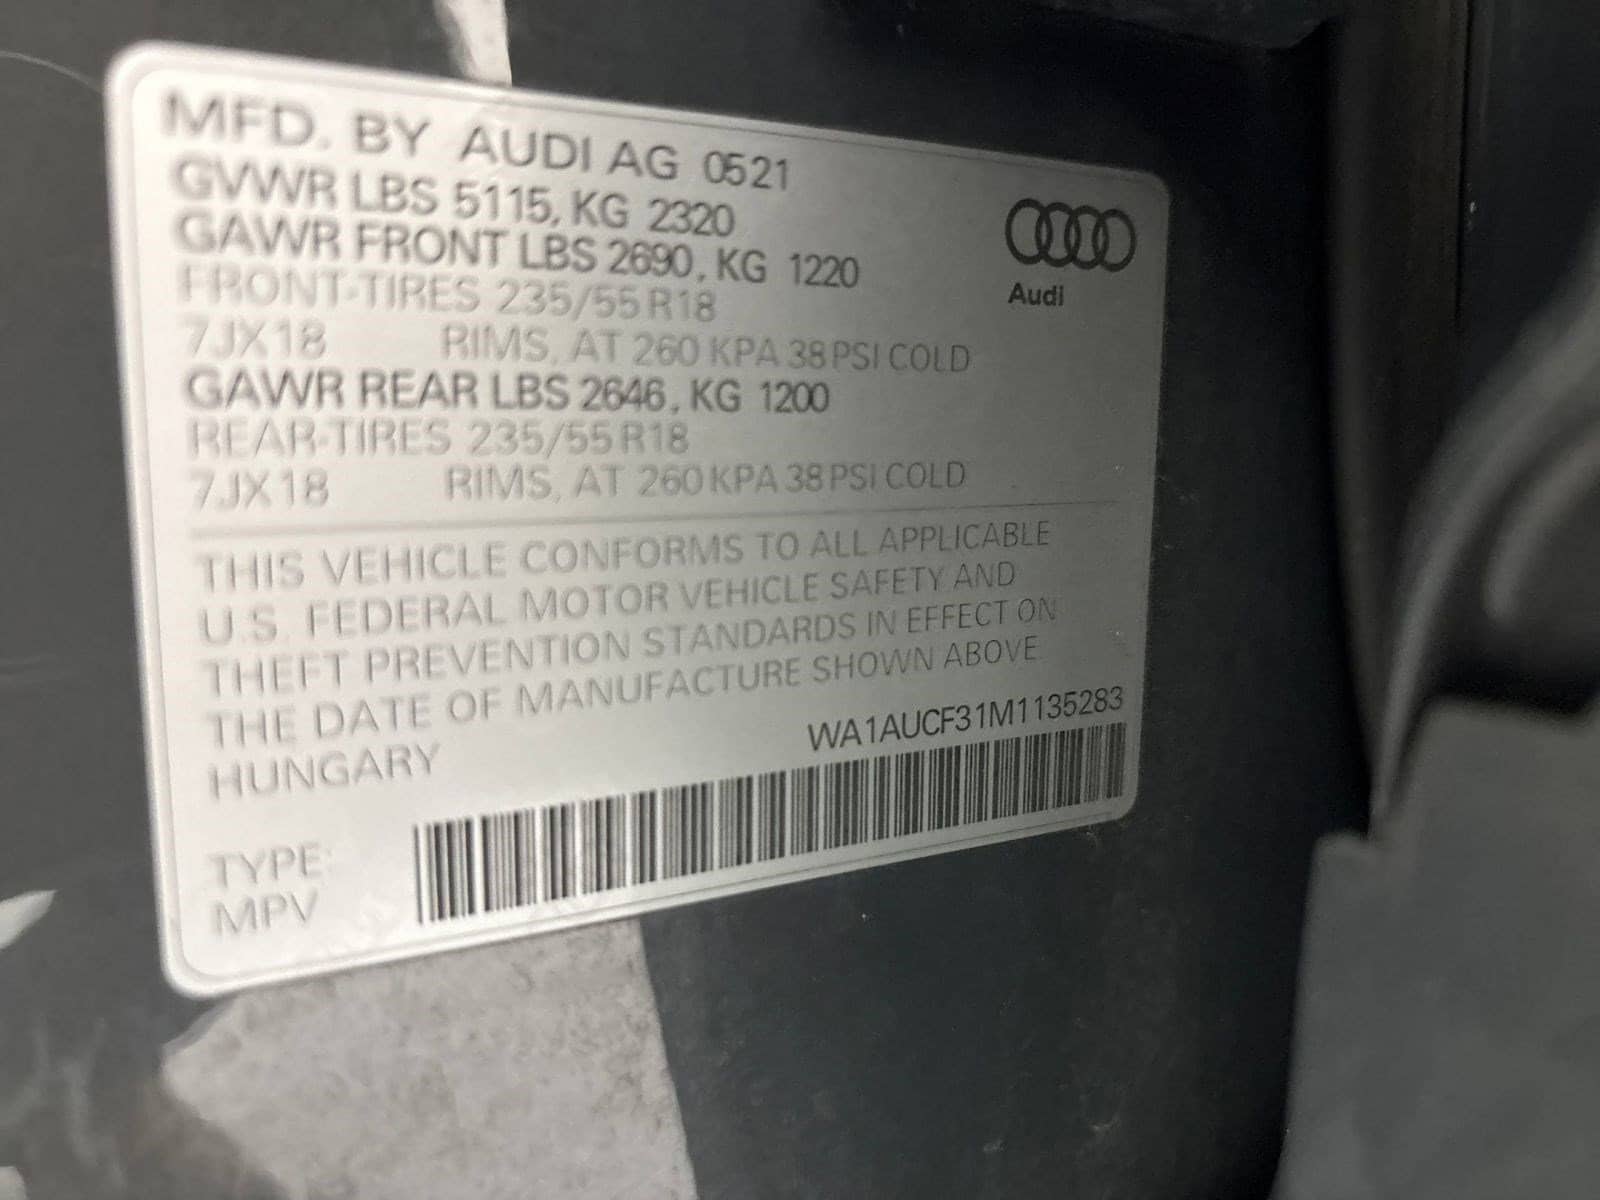 MFD. BY AUDI AG 0521
GVWR LBS 5115, KG 2320
GAWR FRONT LBS 2690, KG 1220
FRONT-TIRES 235/55 R18
7JX18 RIMS, AT 260 KPA 38 PSI COLD
GAWR REAR LBS 2646, KG 1200
REAR-TIRES 235/55 R18
7JX18 RIMS, AT 260 KPA 38 PSI COLD
Audi
THIS VEHICLE CONFORMS TO ALL APPLICABLE
U.S. FEDERAL MOTOR VEHICLE SAFETY AND
THEFT PREVENTION STANDARDS IN EFFECT ON
THE DATE OF MANUFACTURE SHOWN ABOVE
HUNGARY
WA1AUCF31M1135283
TYPE:
MPV